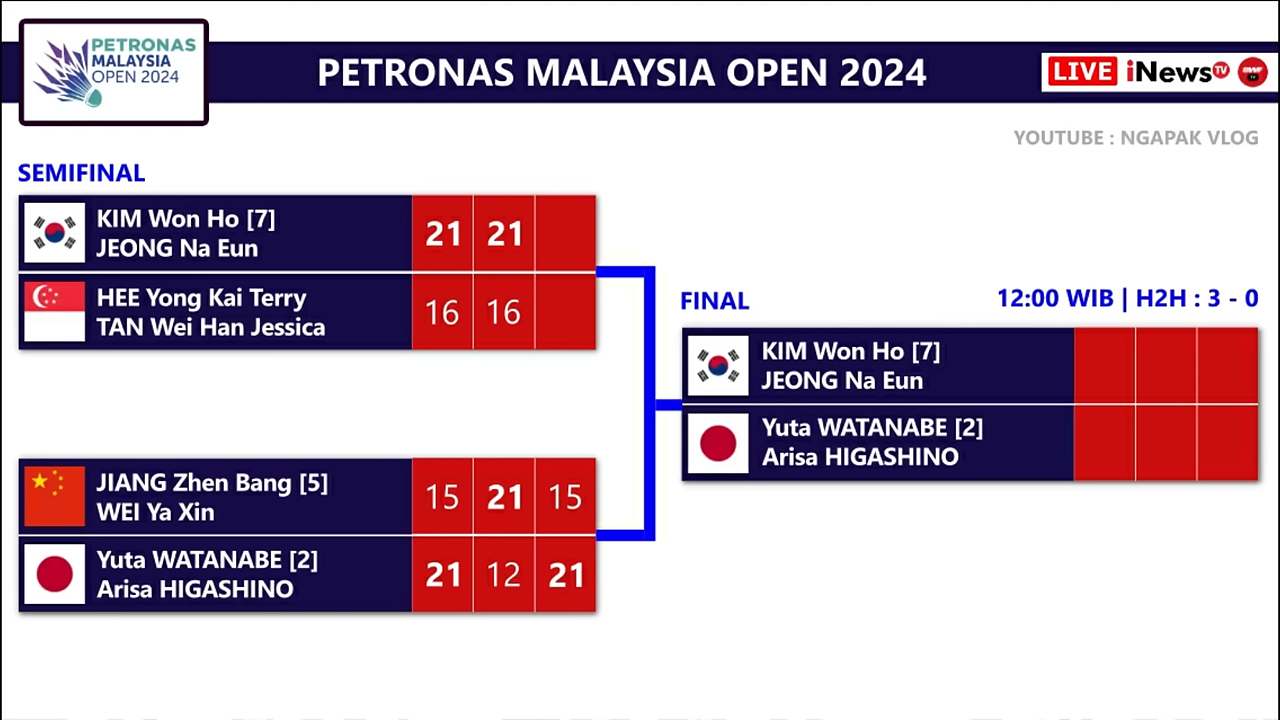 PETRONAS
MALAYSIA
OPEN 2024
PETRONAS MALAYSIA OPEN 2024
LIVE iNews TV BWF TV
YOUTUBE : NGAPAK VLOG
SEMIFINAL
KIM Won Ho [7]
JEONG Na Eun
21 21
HEE Yong Kai Terry
TAN Wei Han Jessica
16 16
JIANG Zhen Bang [5]
WEI Ya Xin
15 21 15
Yuta WATANABE [2]
Arisa HIGASHINO
21 12 21
FINAL
12:00 WIB | H2H : 3 - 0
KIM Won Ho [7]
JEONG Na Eun
Yuta WATANABE [2]
Arisa HIGASHINO